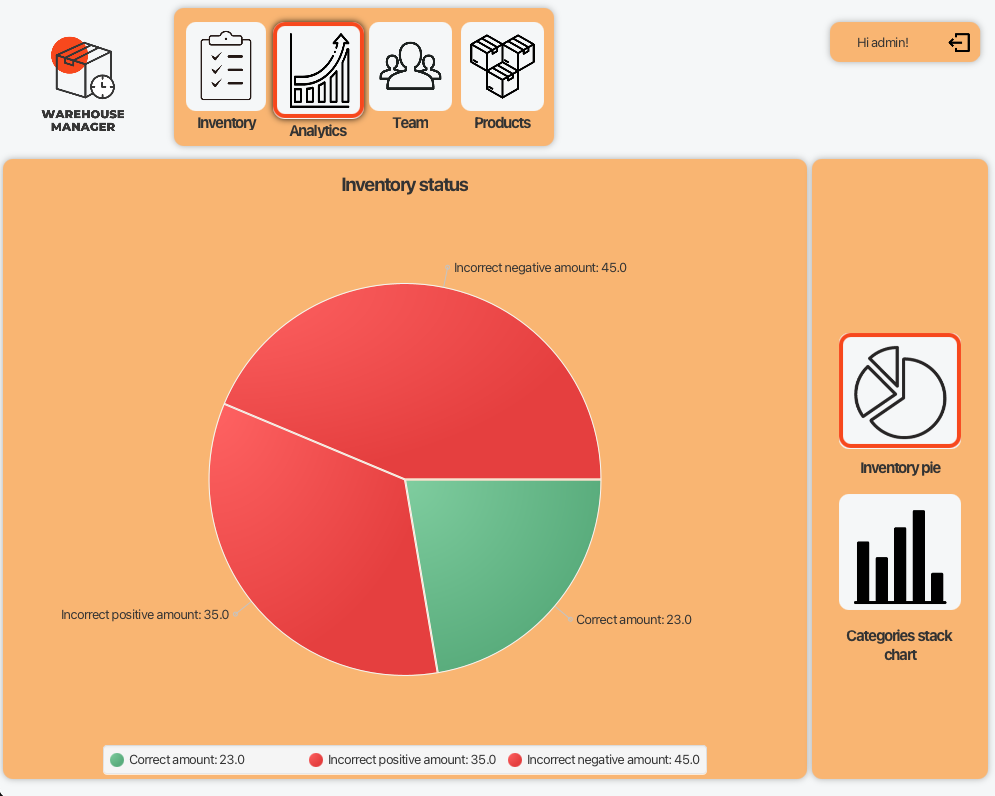 WAREHOUSE
MANAGER
Inventory
Analytics
Team
Products
Hi admin!
Inventory status
Incorrect negative amount: 45.0
Incorrect positive amount: 35.0
Correct amount: 23.0
Correct amount: 23.0
Incorrect positive amount: 35.0
Incorrect negative amount: 45.0
Inventory pie
Categories stack
chart